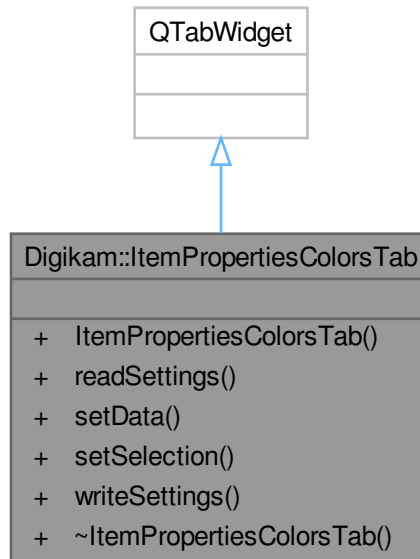 QTabWidget
Digikam::ItemPropertiesColorsTab
+ ItemPropertiesColorsTab()
+ readSettings()
+ setData()
+ setSelection()
+ writeSettings()
+ ~ItemPropertiesColorsTab()